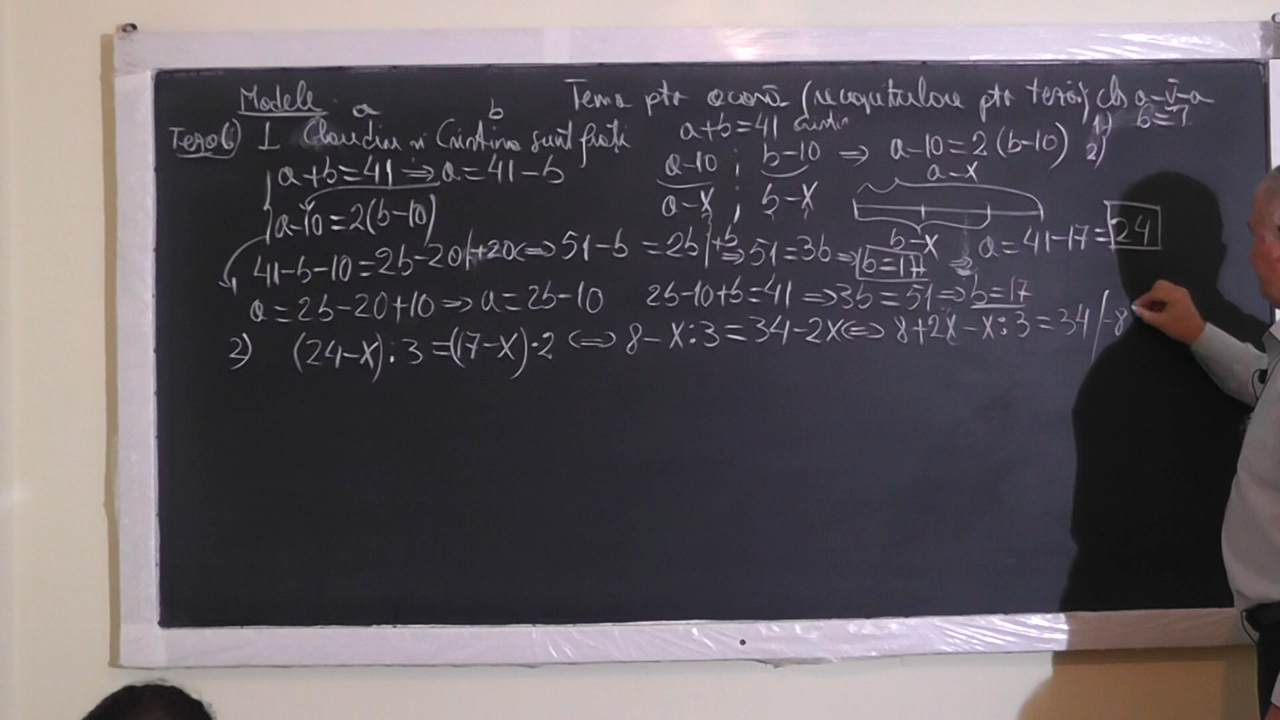 Modele a b Tema ptr acasă (recapitulare ptr teză) cls a-V-a
Teza 6) I Claudiu și Cristina sunt frați a+b=41 1) b=7
a+b=41 ⇒ a=41-b a-10 ; b-10 ⇒ a-10=2(b-10) 2)
a-10=2(b-10) a-x ; b-x a-x
41-b-10=2b-20/+20 ⇔ 51-b=2b/+b ⇒ 51=3b ⇒ b=17 ⇒ b-x a=41-17=24
a=2b-20+10 ⇒ a=2b-10 2b-10+b=41 ⇒ 3b=51 ⇒ b=17
2) (24-x):3=(17-x)·2 ⇔ 8-x:3=34-2x ⇔ 8+2x-x:3=34/-8